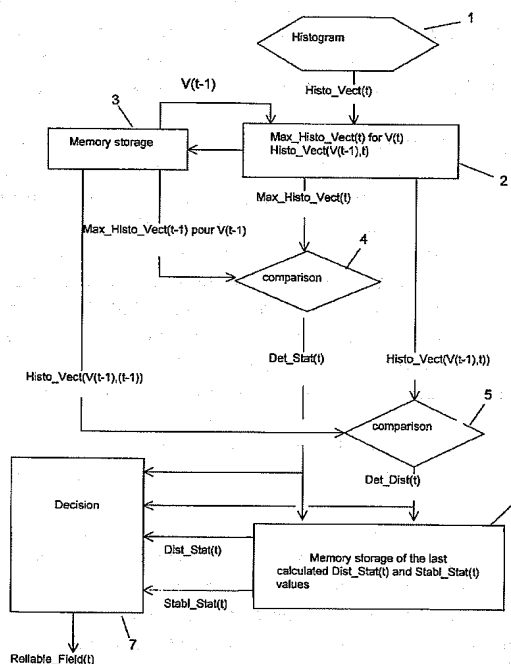 1
Histogram
Histo_Vect(t)
V(t-1)
3
Memory storage
Max_Histo_Vect(t) for V(t)
Histo_Vect(V(t-1),t)
2
Max_Histo_Vect(t)
Max_Histo_Vect(t-1) pour V(t-1)
4
comparison
Det_Stat(t)
Histo_Vect(V(t-1),t))
Histo_Vect(V(t-1),(t-1))
5
comparison
Det_Dist(t)
Decision
Dist_Stat(t)
Memory storage of the last
calculated Dist_Stat(t) and Stabl_Stat(t)
values
Stabl_Stat(t)
7
Reliable_Field(t)